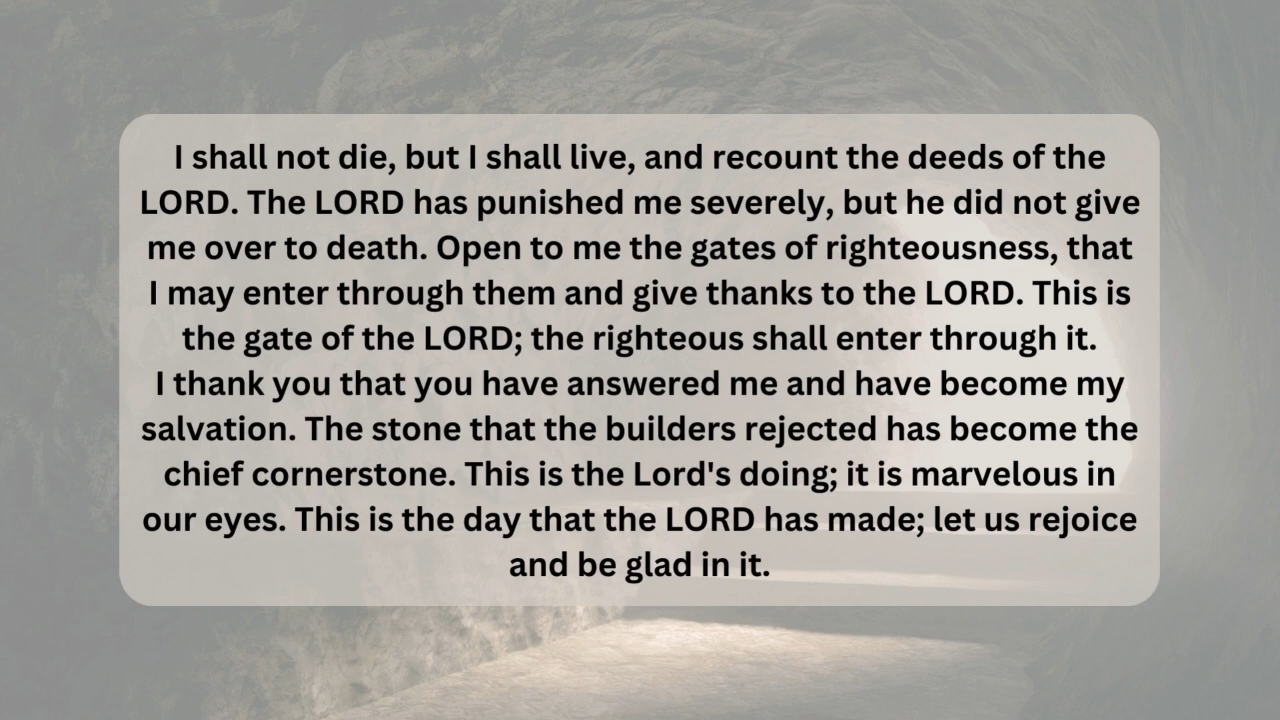 I shall not die, but I shall live, and recount the deeds of the
LORD. The LORD has punished me severely, but he did not give
me over to death. Open to me the gates of righteousness, that
I may enter through them and give thanks to the LORD. This is
the gate of the LORD; the righteous shall enter through it.
I thank you that you have answered me and have become my
salvation. The stone that the builders rejected has become the
chief cornerstone. This is the Lord's doing; it is marvelous in
our eyes. This is the day that the LORD has made; let us rejoice
and be glad in it.